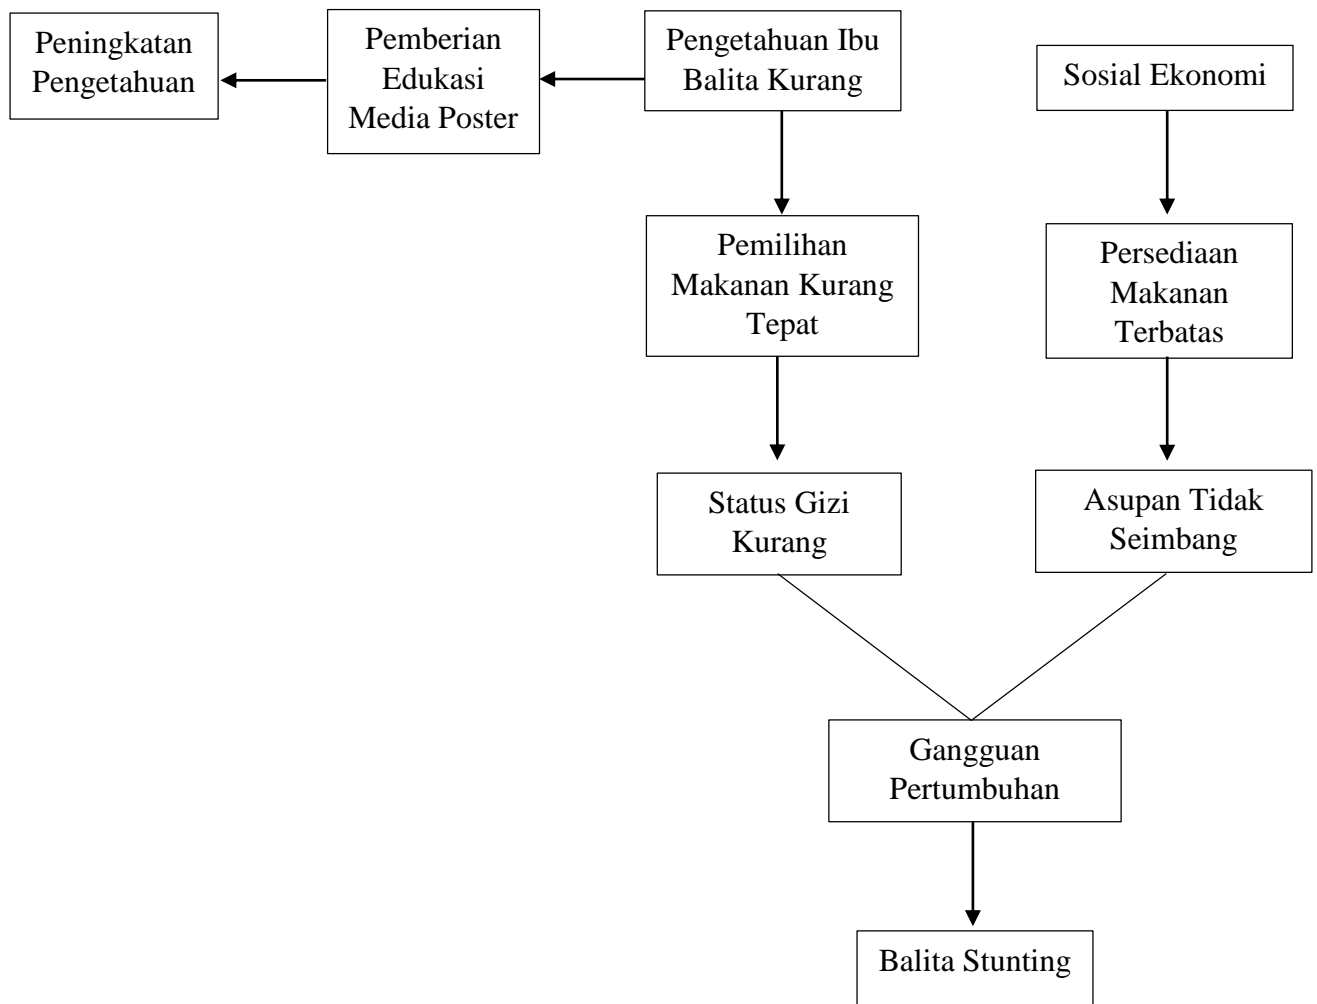 Peningkatan
Pengetahuan
Pemberian
Edukasi
Media Poster
Pengetahuan Ibu
Balita Kurang
Sosial Ekonomi
Pemilihan
Makanan Kurang
Tepat
Persediaan
Makanan
Terbatas
Status Gizi
Kurang
Asupan Tidak
Seimbang
Gangguan
Pertumbuhan
Balita Stunting